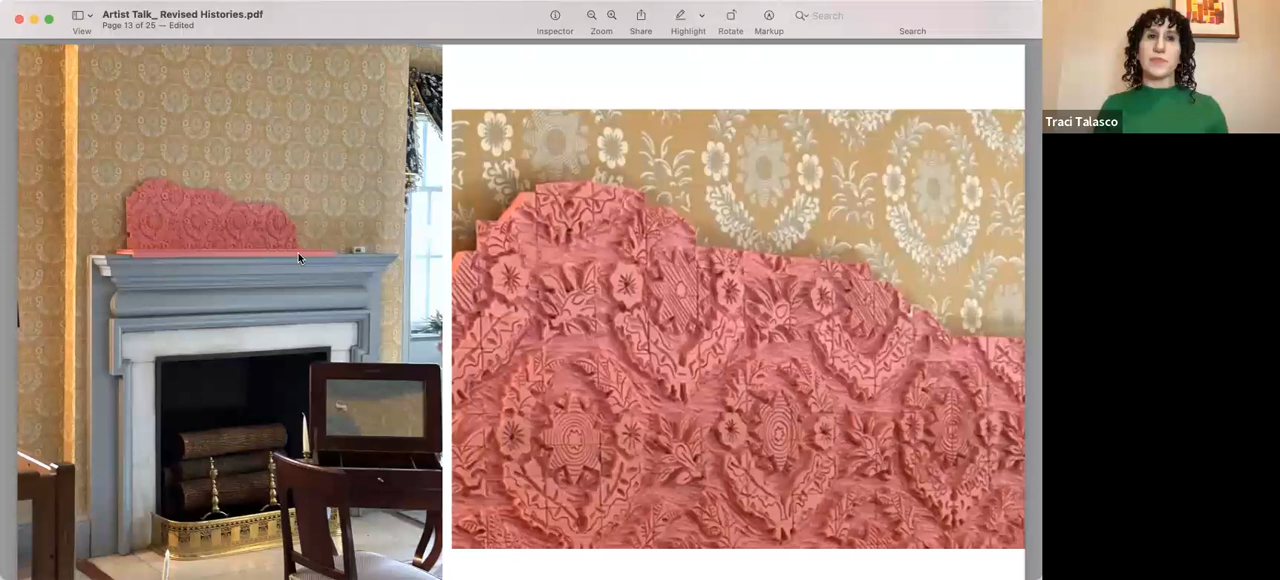 Artist Talk_ Revised Histories.pdf
Page 13 of 25 — Edited
View
Inspector
Zoom
Share
Highlight
Rotate
Markup
Search
Search
Traci Talasco